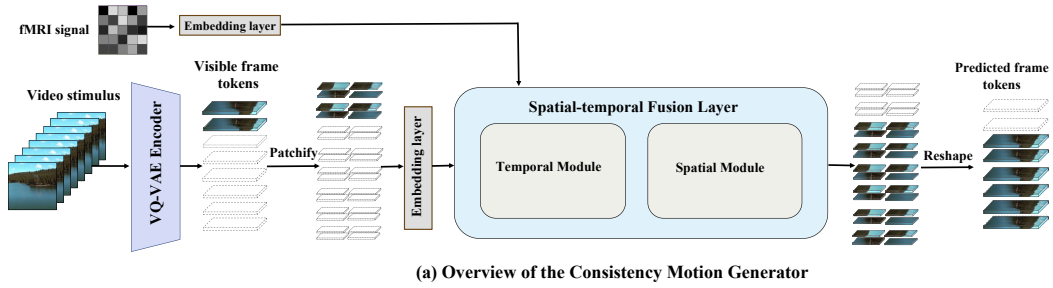 fMRI signal
Embedding layer
Video stimulus
VQ-VAE Encoder
Visible frame
tokens
Patchify
Embedding layer
Spatial-temporal Fusion Layer
Temporal Module
Spatial Module
Reshape
Predicted frame
tokens
(a) Overview of the Consistency Motion Generator